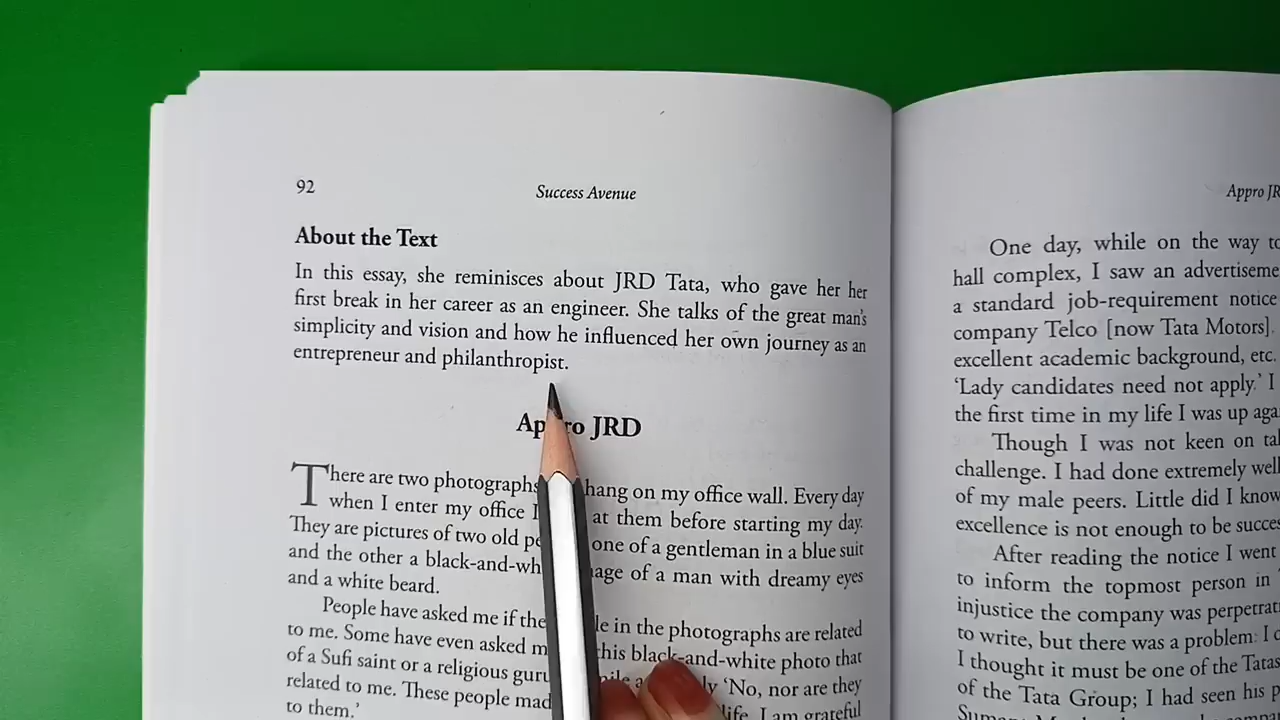 92
Success Avenue
About the Text
In this essay, she reminisces about JRD Tata, who gave her her
first break in her career as an engineer. She talks of the great man's
simplicity and vision and how he influenced her own journey as an
entrepreneur and philanthropist.
Appro JRD
There are two photographs hang on my office wall. Every day
when I enter my office I at them before starting my day.
They are pictures of two old one of a gentleman in a blue suit
and the other a black-and- of a man with dreamy eyes
and a white beard.
People have asked me if the in the photographs are related
to me. Some have even asked this black-and-white photo that
of a Sufi saint or a religious guru 'No, nor are they
related to me. These people made life. I am grateful
to them.'
Appro
One day, while on the way to
hall complex, I saw an
a standard job-requirement notice
company Telco [now Tata Motors].
excellent academic background, etc.
'Lady candidates need not apply.' I
the first time in my life I was up
Though I was not keen on
challenge. I had done extremely well
of my male peers. Little did I know
excellence is not enough to be
After reading the notice I went
to inform the topmost person in
injustice the company was
to write, but there was a problem: I
I thought it must be one of the Tatas
of the Tata Group; I had seen his